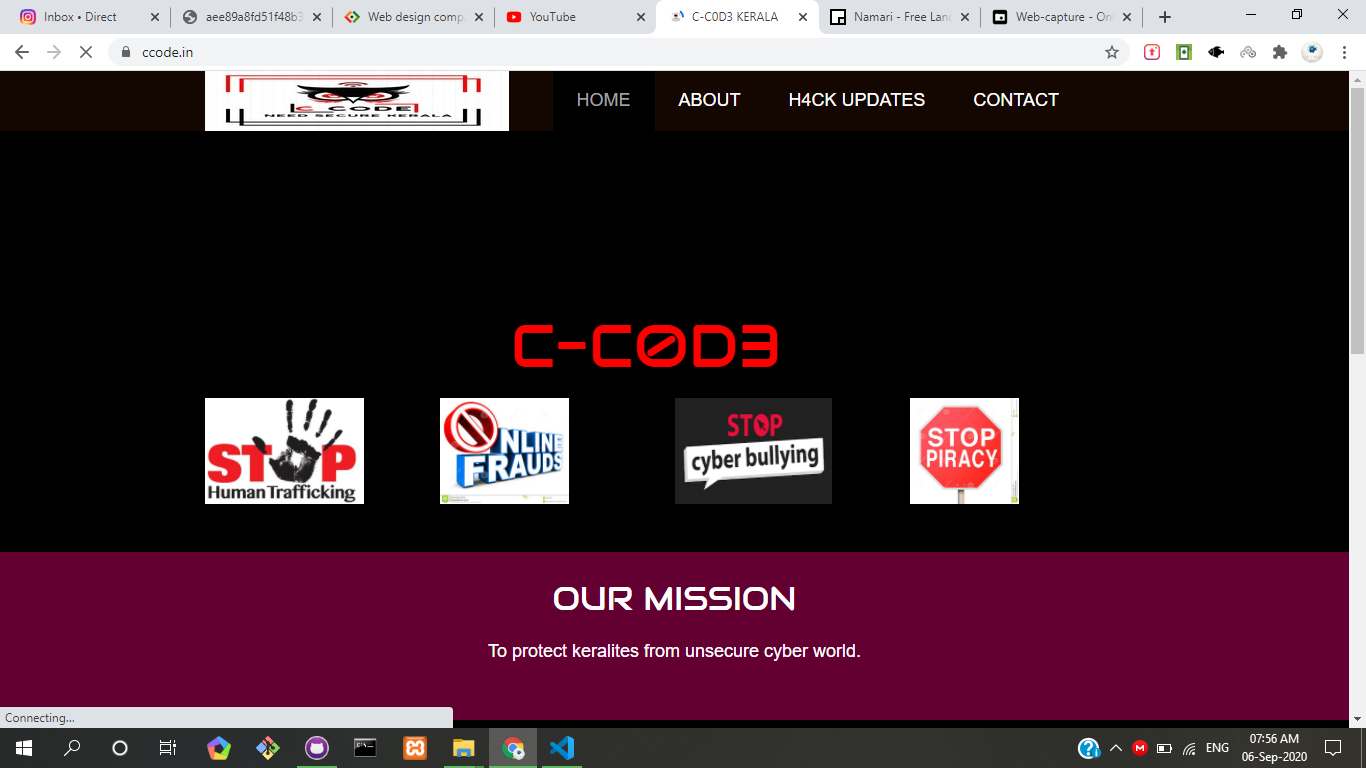 Inbox • Direct
aee89a8fd51f48b3
Web design comp
YouTube
C-C0D3 KERALA
Namari - Free Lan
Web-capture - Onl
ccode.in
C CODE
NEED SECURE KERALA
HOME
ABOUT
H4CK UPDATES
CONTACT
C-C0D3
STOP
Human Trafficking
ONLINE
FRAUDS
STOP
cyber bullying
STOP
PIRACY
OUR MISSION
To protect keralites from unsecure cyber world.
Connecting...
ENG
07:56 AM
06-Sep-2020